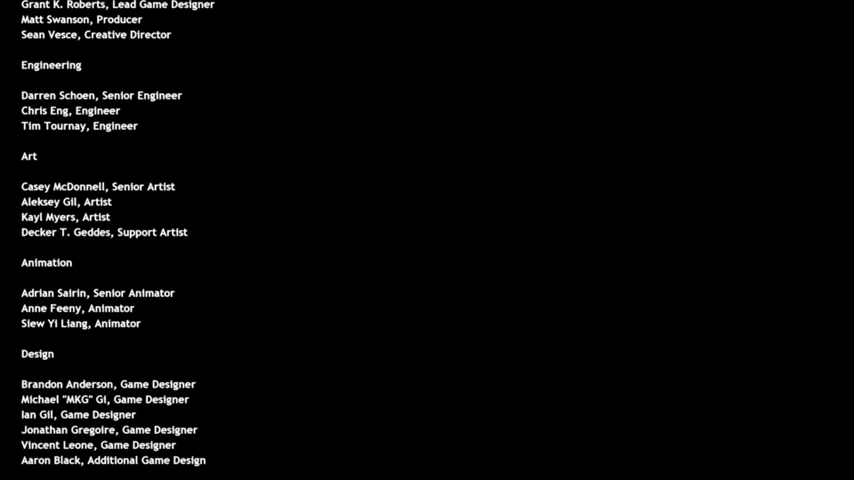 Grant K. Roberts, Lead Game Designer
Matt Swanson, Producer
Sean Vesce, Creative Director
Engineering
Darren Schoen, Senior Engineer
Chris Eng, Engineer
Tim Tournay, Engineer
Art
Casey McDonnell, Senior Artist
Aleksey Gil, Artist
Kayl Myers, Artist
Decker T. Geddes, Support Artist
Animation
Adrian Sairin, Senior Animator
Anne Feeny, Animator
Siew Yi Liang, Animator
Design
Brandon Anderson, Game Designer
Michael "MKG" Gi, Game Designer
Ian Gil, Game Designer
Jonathan Gregoire, Game Designer
Vincent Leone, Game Designer
Aaron Black, Additional Game Design